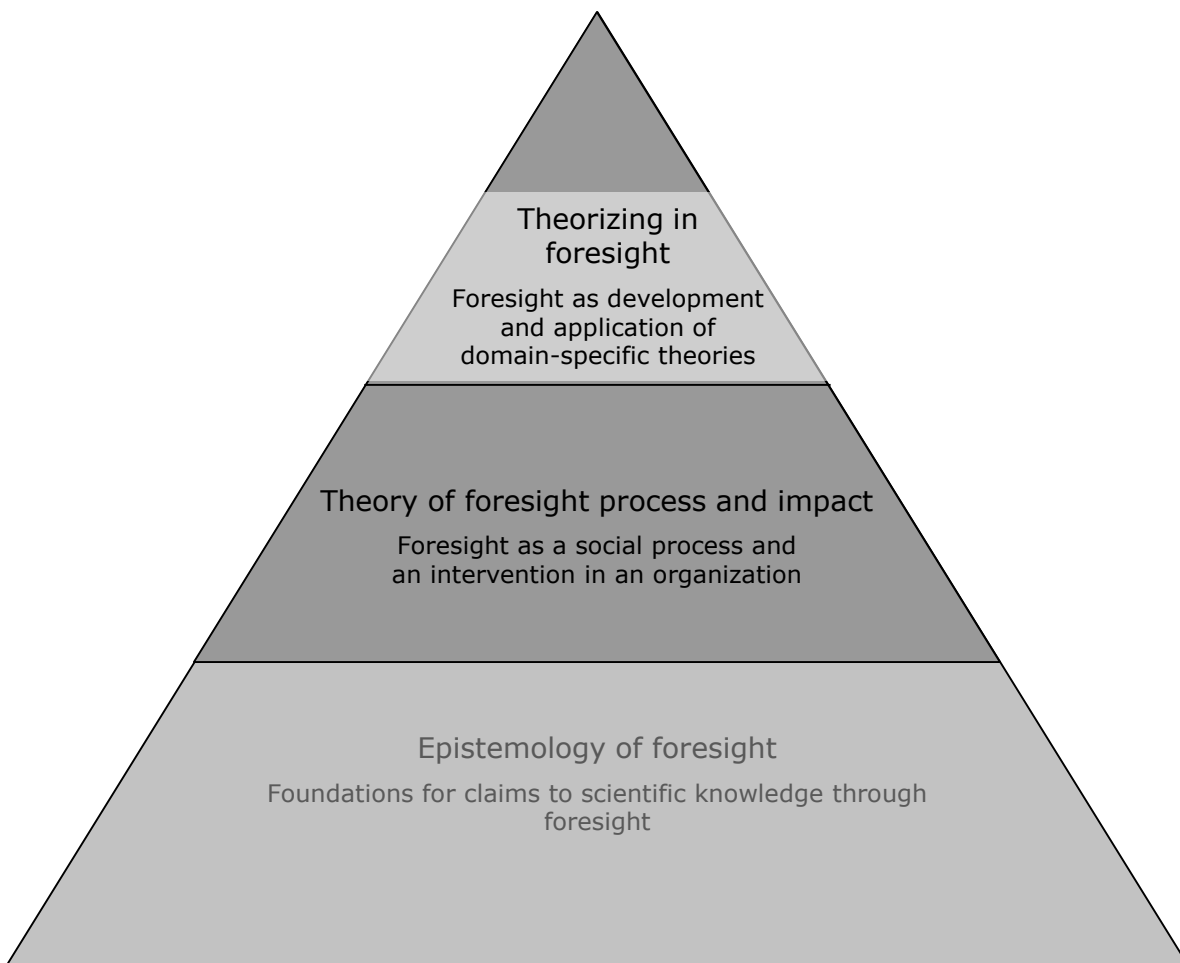 Theorizing in
foresight
Foresight as development
and application of
domain-specific theories
Theory of foresight process and impact
Foresight as a social process and
an intervention in an organization
Epistemology of foresight
Foundations for claims to scientific knowledge through
foresight